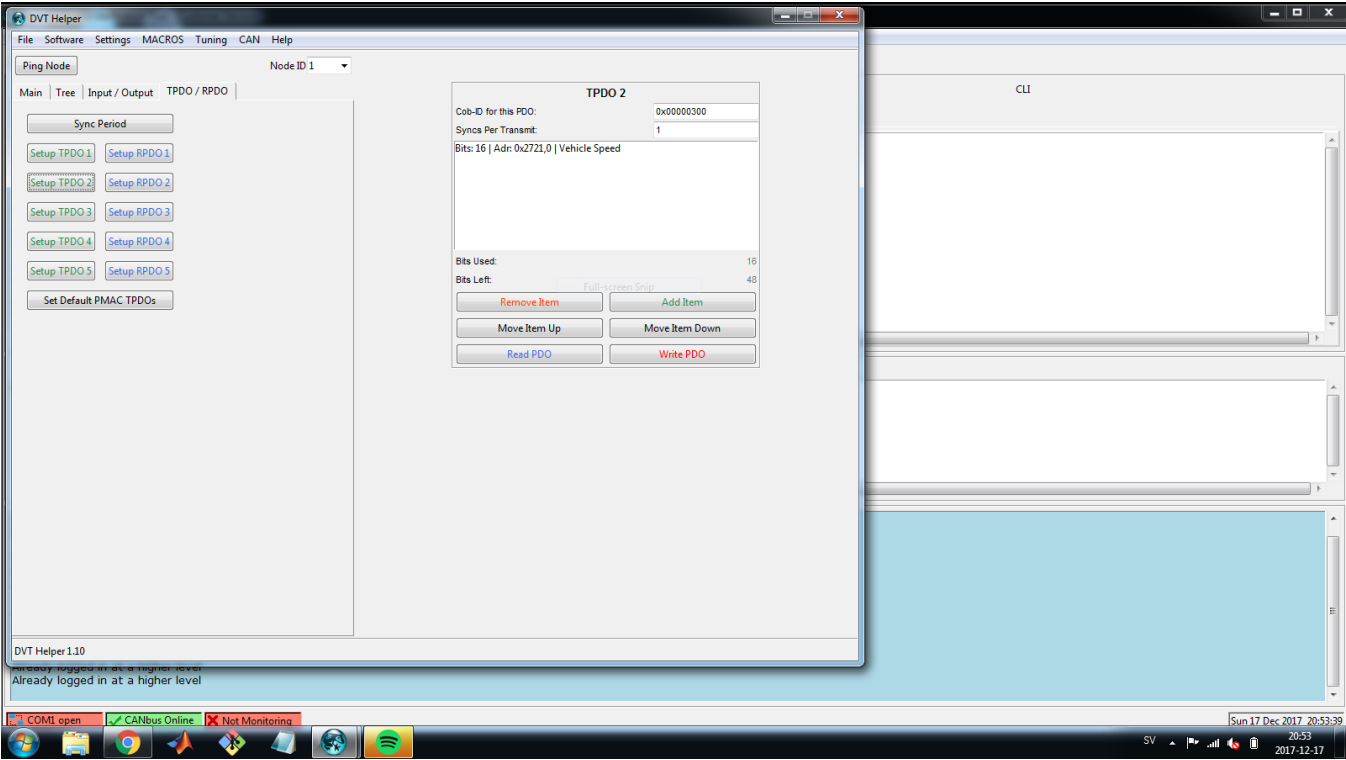 DVT Helper
File Software Settings MACROS Tuning CAN Help
Ping Node
Node ID 1
Main Tree Input / Output TPDO / RPDO
Sync Period
Setup TPDO 1 Setup RPDO 1
Setup TPDO 2 Setup RPDO 2
Setup TPDO 3 Setup RPDO 3
Setup TPDO 4 Setup RPDO 4
Setup TPDO 5 Setup RPDO 5
Set Default PMAC TPDOs
TPDO 2
Cob-ID for this PDO: 0x00000300
Syncs Per Transmit: 1
Bits: 16 | Adr: 0x2721,0 | Vehicle Speed
Bits Used: 16
Bits Left: 48
Full-screen Snip
Remove Item Add Item
Move Item Up Move Item Down
Read PDO Write PDO
CLI
DVT Helper 1.10
Already logged in at a higher level
Already logged in at a higher level
COM1 open CANbus Online Not Monitoring
Sun 17 Dec 2017 20:53:39
SV
20:53
2017-12-17